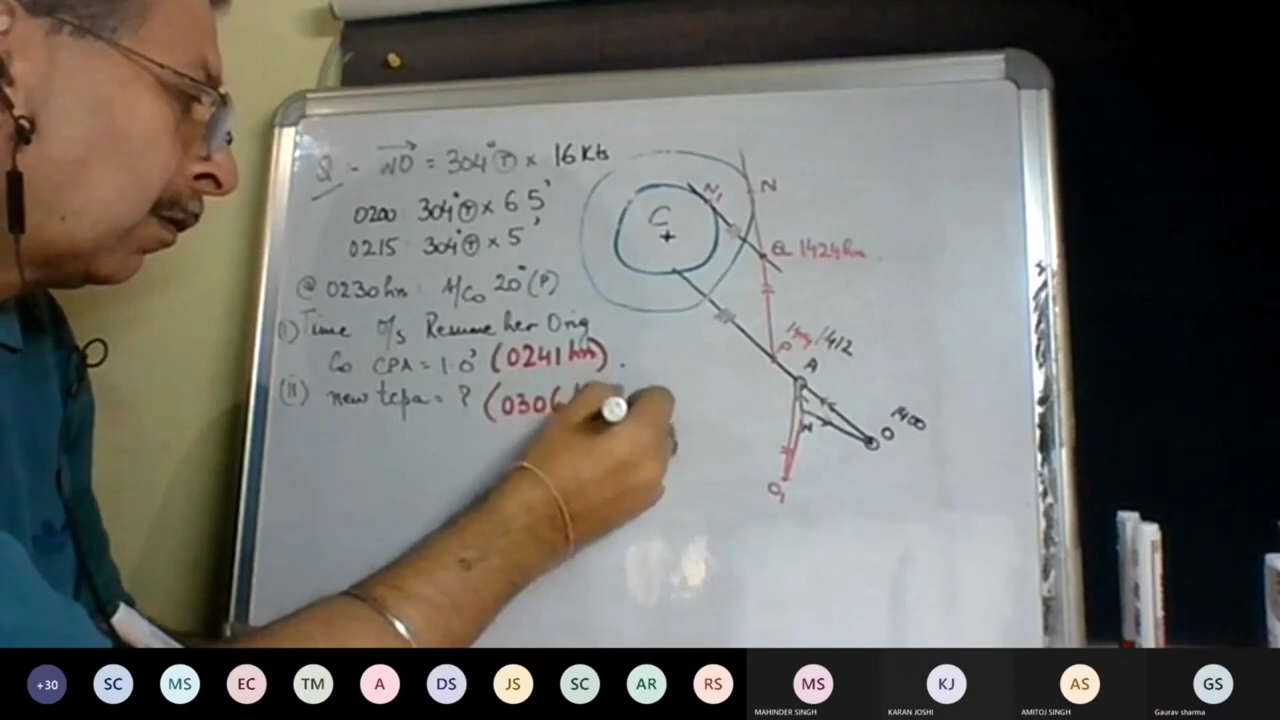 Q - WO = 304° (T) × 16 Kts
0200 304° (T) × 6 5'
0215 304° (T) × 5'
@ 0230 hrs: A/Co 20° (P)
(i) Time O/s Resume her Orig
Co CPA = 1.0' (0241 hrs).
(ii) new tcpa = ? (0306
C
N1
N
Q 1424 hrs.
P
/1412
A
W
O 1400
O1
+30
SC
MS
EC
TM
A
DS
JS
SC
AR
RS
MS
KJ
AS
GS
MAHINDER SINGH
KARAN JOSHI
AMITOJ SINGH
Gaurav sharma